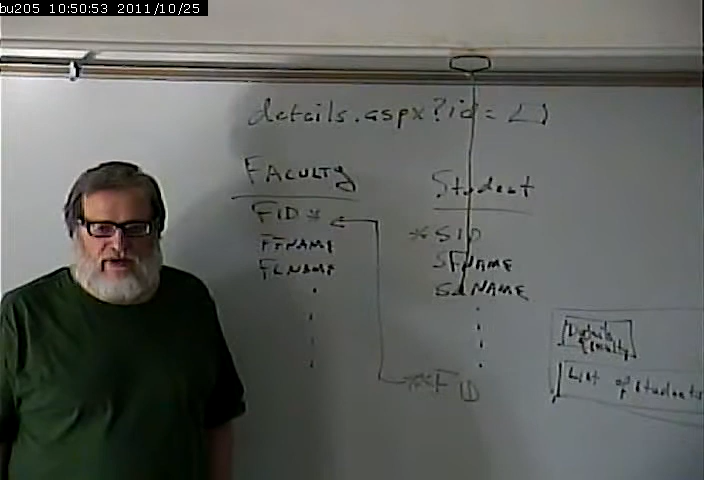 bu205 10:50:53 2011/10/25
details.aspx?id=
FACULTY
FID *
FFNAME
FLNAME
Student
*SID
SFNAME
SLNAME
**FID
Details
Faculty
List of Students